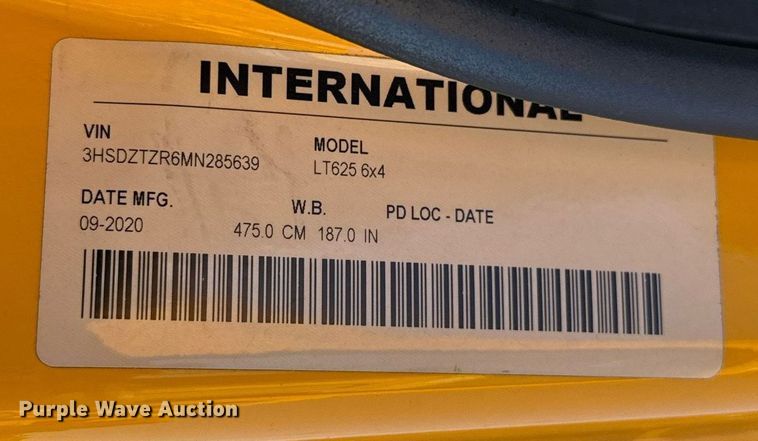 INTERNATIONAL
VIN
3HSDZTZR6MN285639
MODEL
LT625 6x4
DATE MFG.
09-2020
W.B.
475.0 CM 187.0 IN
PD LOC - DATE
Purple Wave Auction